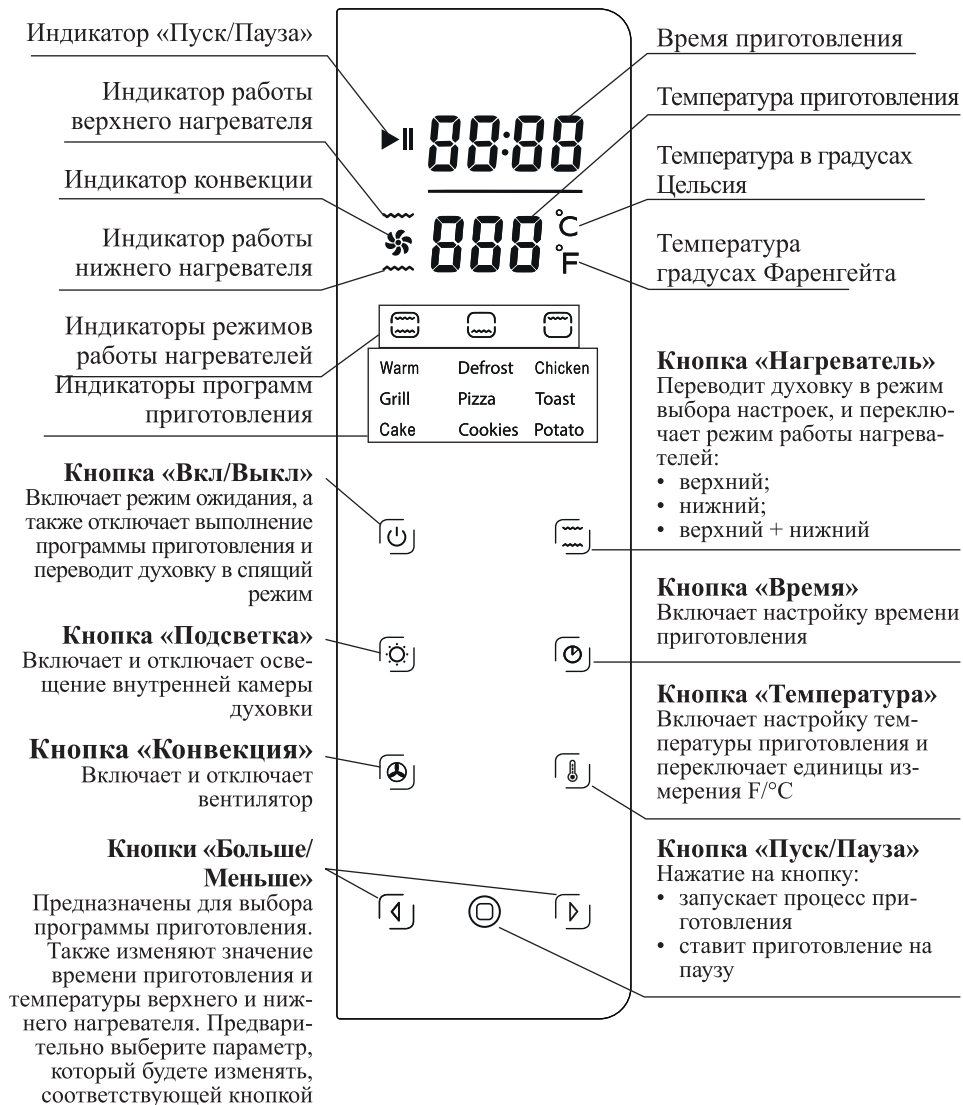 Индикатор «Пуск/Пауза»
Индикатор работы
верхнего нагревателя
Индикатор конвекции
Индикатор работы
нижнего нагревателя
Индикаторы режимов
работы нагревателей
Индикаторы программ
приготовления
Кнопка «Вкл/Выкл»
Включает режим ожидания, а
также отключает выполнение
программы приготовления и
переводит духовку в спящий
режим
Кнопка «Подсветка»
Включает и отключает осве-
щение внутренней камеры
духовки
Кнопка «Конвекция»
Включает и отключает
вентилятор
Кнопки «Больше/
Меньше»
Предназначены для выбора
программы приготовления.
Также изменяют значение
времени приготовления и
температуры верхнего и ниж-
него нагревателя. Предвари-
тельно выберите параметр,
который будете изменять,
соответствующей кнопкой
88:88
888 °C
°F
Warm Defrost Chicken
Grill Pizza Toast
Cake Cookies Potato
Время приготовления
Температура приготовления
Температура в градусах
Цельсия
Температура
градусах Фаренгейта
Кнопка «Нагреватель»
Переводит духовку в режим
выбора настроек, и переклю-
чает режим работы нагрева-
телей:
• верхний;
• нижний;
• верхний + нижний
Кнопка «Время»
Включает настройку времени
приготовления
Кнопка «Температура»
Включает настройку тем-
пературы приготовления и
переключает единицы из-
мерения F/°C
Кнопка «Пуск/Пауза»
Нажатие на кнопку:
• запускает процесс при-
готовления
• ставит приготовление на
паузу